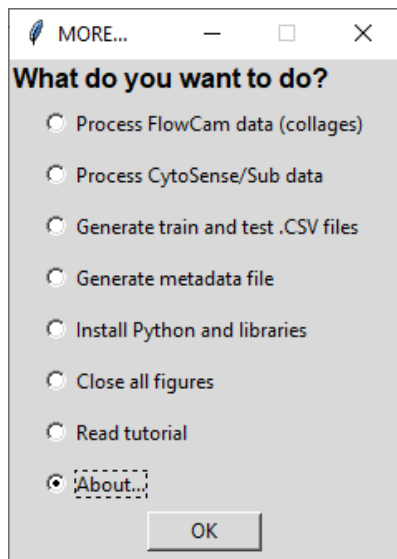 MORE...
What do you want to do?
Process FlowCam data (collages)
Process CytoSense/Sub data
Generate train and test .CSV files
Generate metadata file
Install Python and libraries
Close all figures
Read tutorial
About...
OK